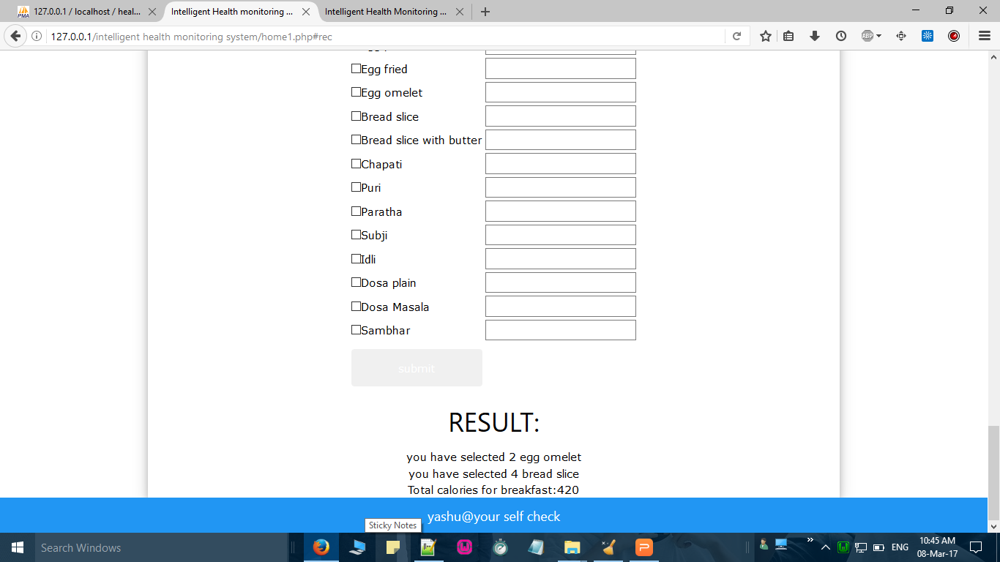 127.0.0.1 / localhost / heal...
Intelligent Health monitoring ...
Intelligent Health Monitoring ...
127.0.0.1/intelligent health monitoring system/home1.php#rec
ABP
Egg fried
Egg omelet
Bread slice
Bread slice with butter
Chapati
Puri
Paratha
Subji
Idli
Dosa plain
Dosa Masala
Sambhar
submit
RESULT:
you have selected 2 egg omelet
you have selected 4 bread slice
Total calories for breakfast:420
yashu@your self check
Sticky Notes
Search Windows
ENG
10:45 AM
08-Mar-17